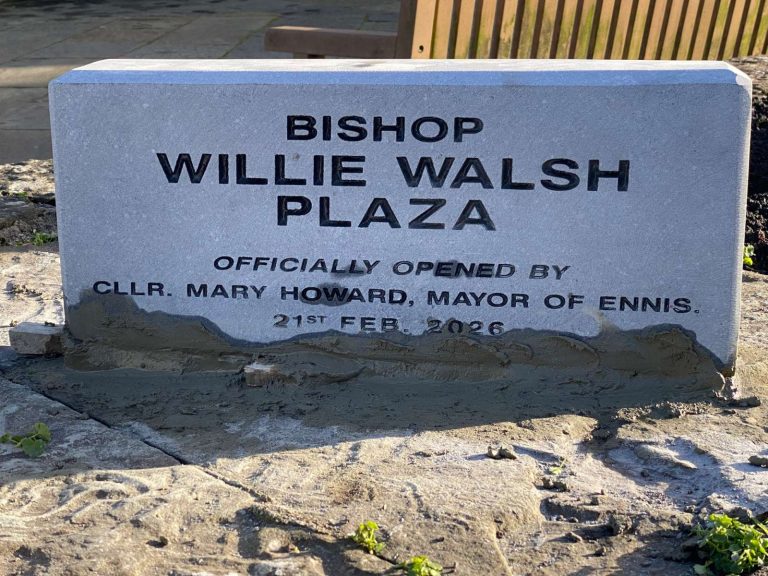 BISHOP
WILLIE WALSH
PLAZA
OFFICIALLY OPENED BY
CLLR. MARY HOWARD, MAYOR OF ENNIS.
21ST FEB. 2026